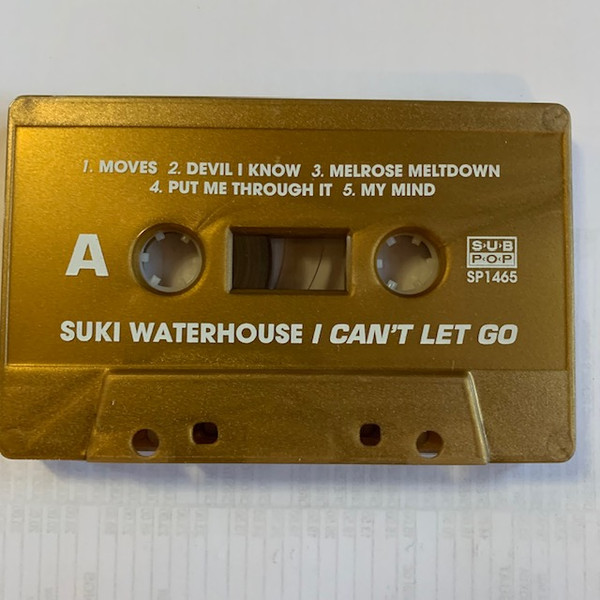 1. MOVES 2. DEVIL I KNOW 3. MELROSE MELTDOWN
4. PUT ME THROUGH IT 5. MY MIND
A
SUB
POP
SP1465
SUKI WATERHOUSE I CAN'T LET GO